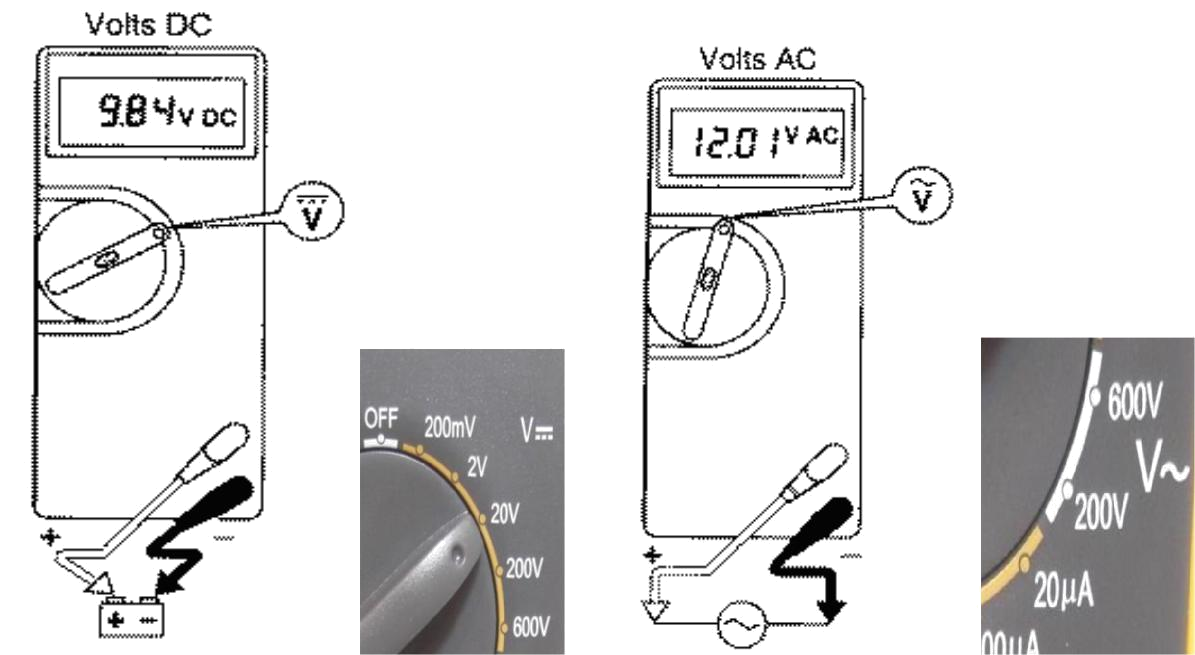 Volts DC
9.84 V DC
V
+
−
+ −
OFF
200mV
V⎓
2V
20V
200V
600V
Volts AC
12.01 V AC
Ṽ
+
−
~
600V
V~
200V
20µA
00µA